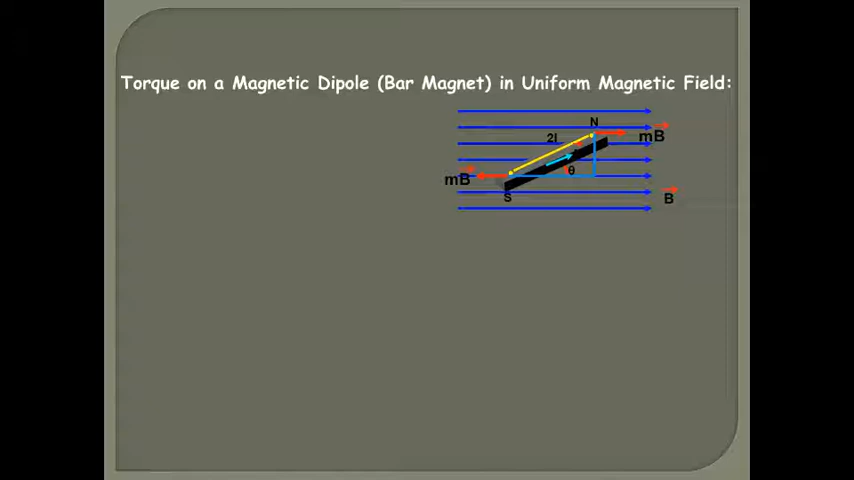 Torque on a Magnetic Dipole (Bar Magnet) in Uniform Magnetic Field:
N
2l
mB
θ
mB
S
B